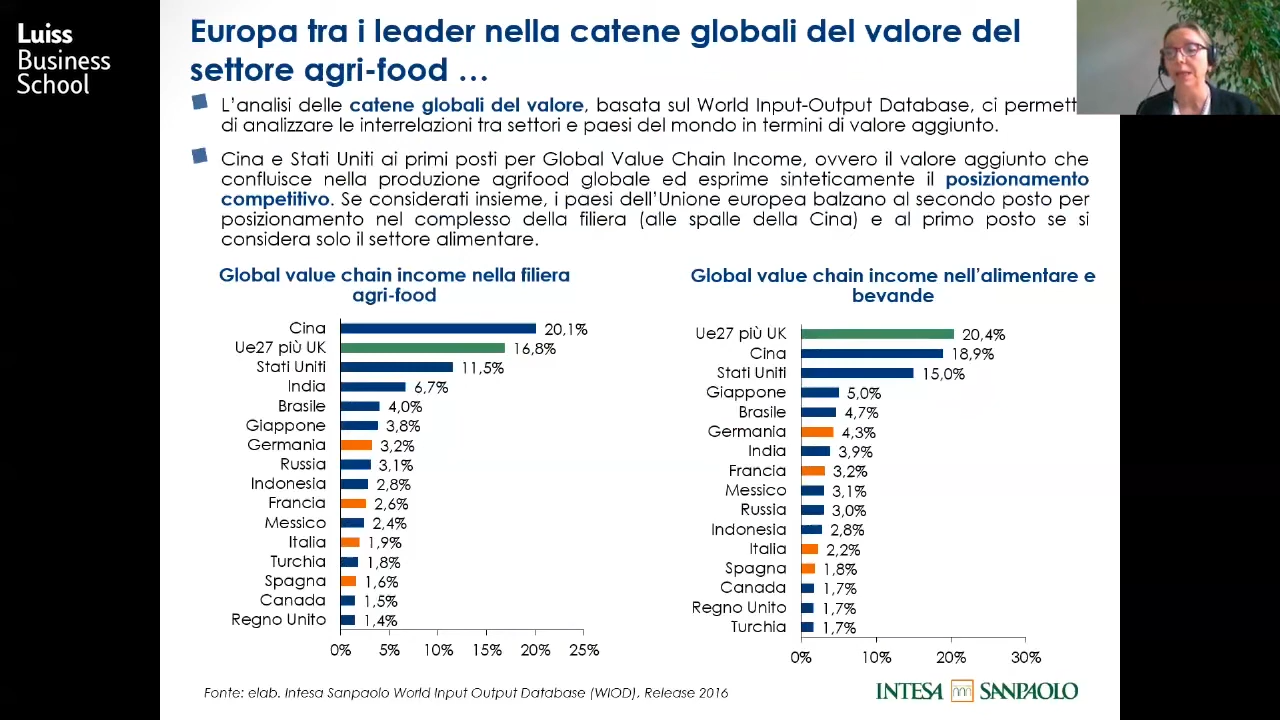 Luiss
Business
School
Europa tra i leader nella catene globali del valore del
settore agri-food …
L'analisi delle catene globali del valore, basata sul World Input-Output Database, ci permett
di analizzare le interrelazioni tra settori e paesi del mondo in termini di valore aggiunto.
Cina e Stati Uniti ai primi posti per Global Value Chain Income, ovvero il valore aggiunto che
confluisce nella produzione agrifood globale ed esprime sinteticamente il posizionamento
competitivo. Se considerati insieme, i paesi dell'Unione europea balzano al secondo posto per
posizionamento nel complesso della filiera (alle spalle della Cina) e al primo posto se si
considera solo il settore alimentare.
Global value chain income nella filiera
agri-food
Cina 20,1%
Ue27 più UK 16,8%
Stati Uniti 11,5%
India 6,7%
Brasile 4,0%
Giappone 3,8%
Germania 3,2%
Russia 3,1%
Indonesia 2,8%
Francia 2,6%
Messico 2,4%
Italia 1,9%
Turchia 1,8%
Spagna 1,6%
Canada 1,5%
Regno Unito 1,4%
0% 5% 10% 15% 20% 25%
Global value chain income nell'alimentare e
bevande
Ue27 più UK 20,4%
Cina 18,9%
Stati Uniti 15,0%
Giappone 5,0%
Brasile 4,7%
Germania 4,3%
India 3,9%
Francia 3,2%
Messico 3,1%
Russia 3,0%
Indonesia 2,8%
Italia 2,2%
Spagna 1,8%
Canada 1,7%
Regno Unito 1,7%
Turchia 1,7%
0% 10% 20% 30%
Fonte: elab. Intesa Sanpaolo World Input Output Database (WIOD), Release 2016
INTESA SANPAOLO